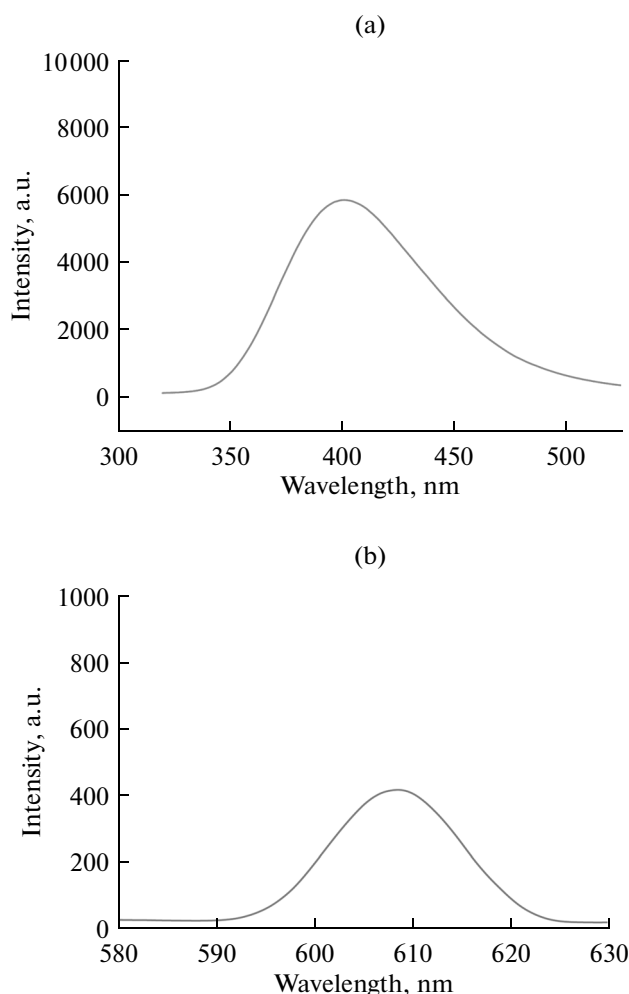 (a)
10000
8000
6000
4000
2000
0
Intensity, a.u.
300 350 400 450 500
Wavelength, nm
(b)
1000
800
600
400
200
0
Intensity, a.u.
580 590 600 610 620 630
Wavelength, nm